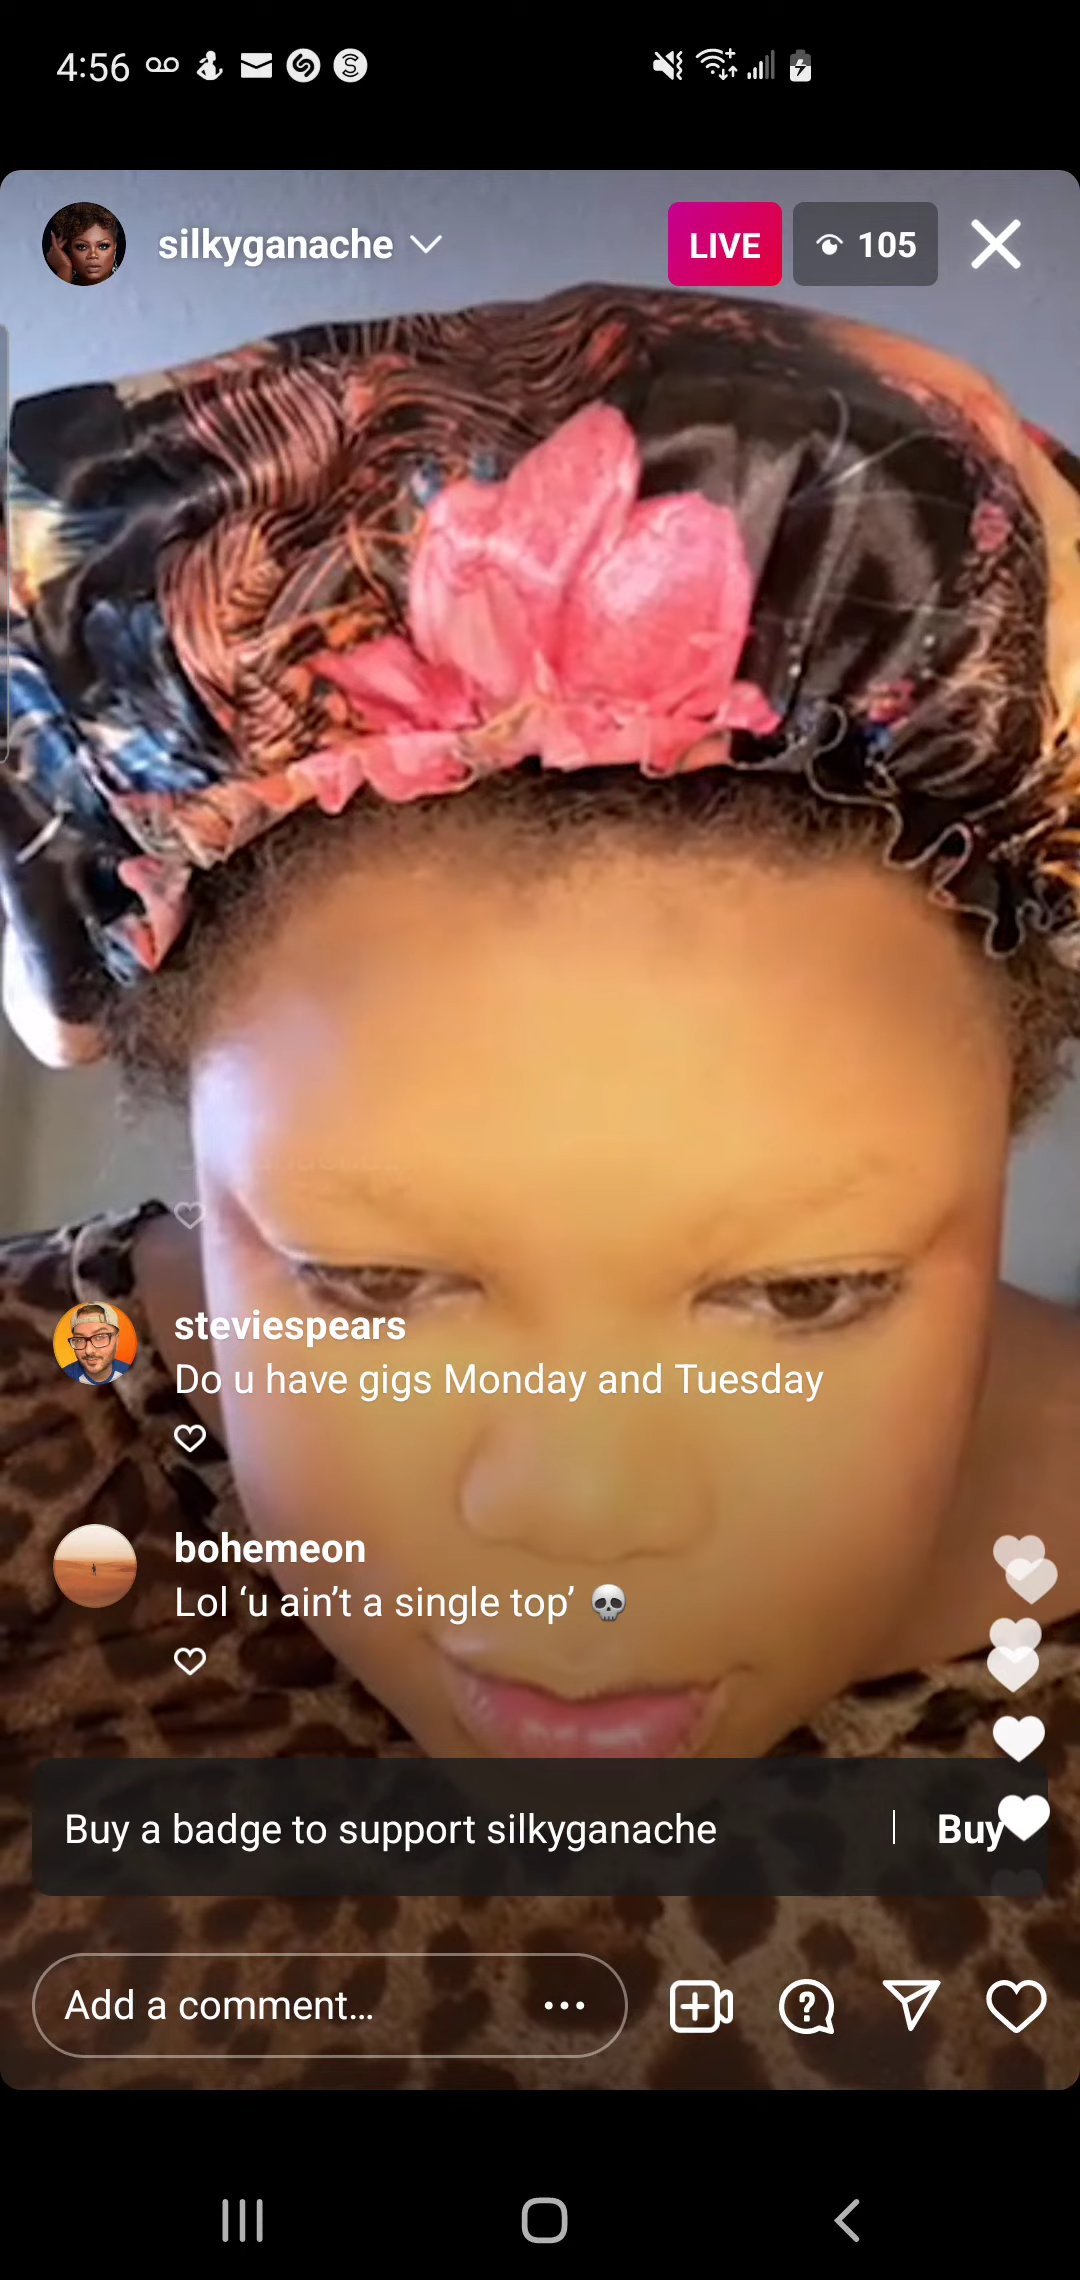 4:56
silkyganache
LIVE
105
steviespears
Do u have gigs Monday and Tuesday
bohemeon
Lol ‘u ain’t a single top’ 💀
Buy a badge to support silkyganache
Buy
Add a comment...